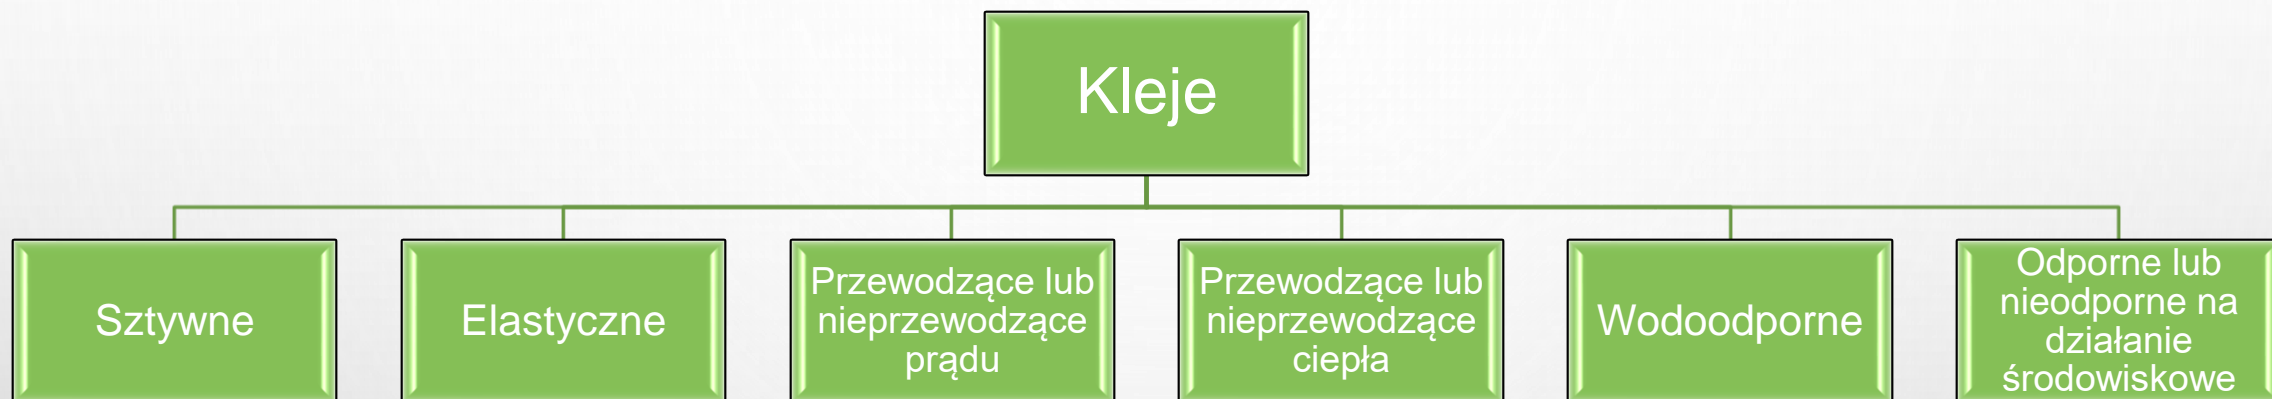 Kleje
Sztywne
Elastyczne
Przewodzące lub
nieprzewodzące
prądu
Przewodzące lub
nieprzewodzące
ciepła
Wodoodporne
Odporne lub
nieodporne na
działanie
środowiskowe